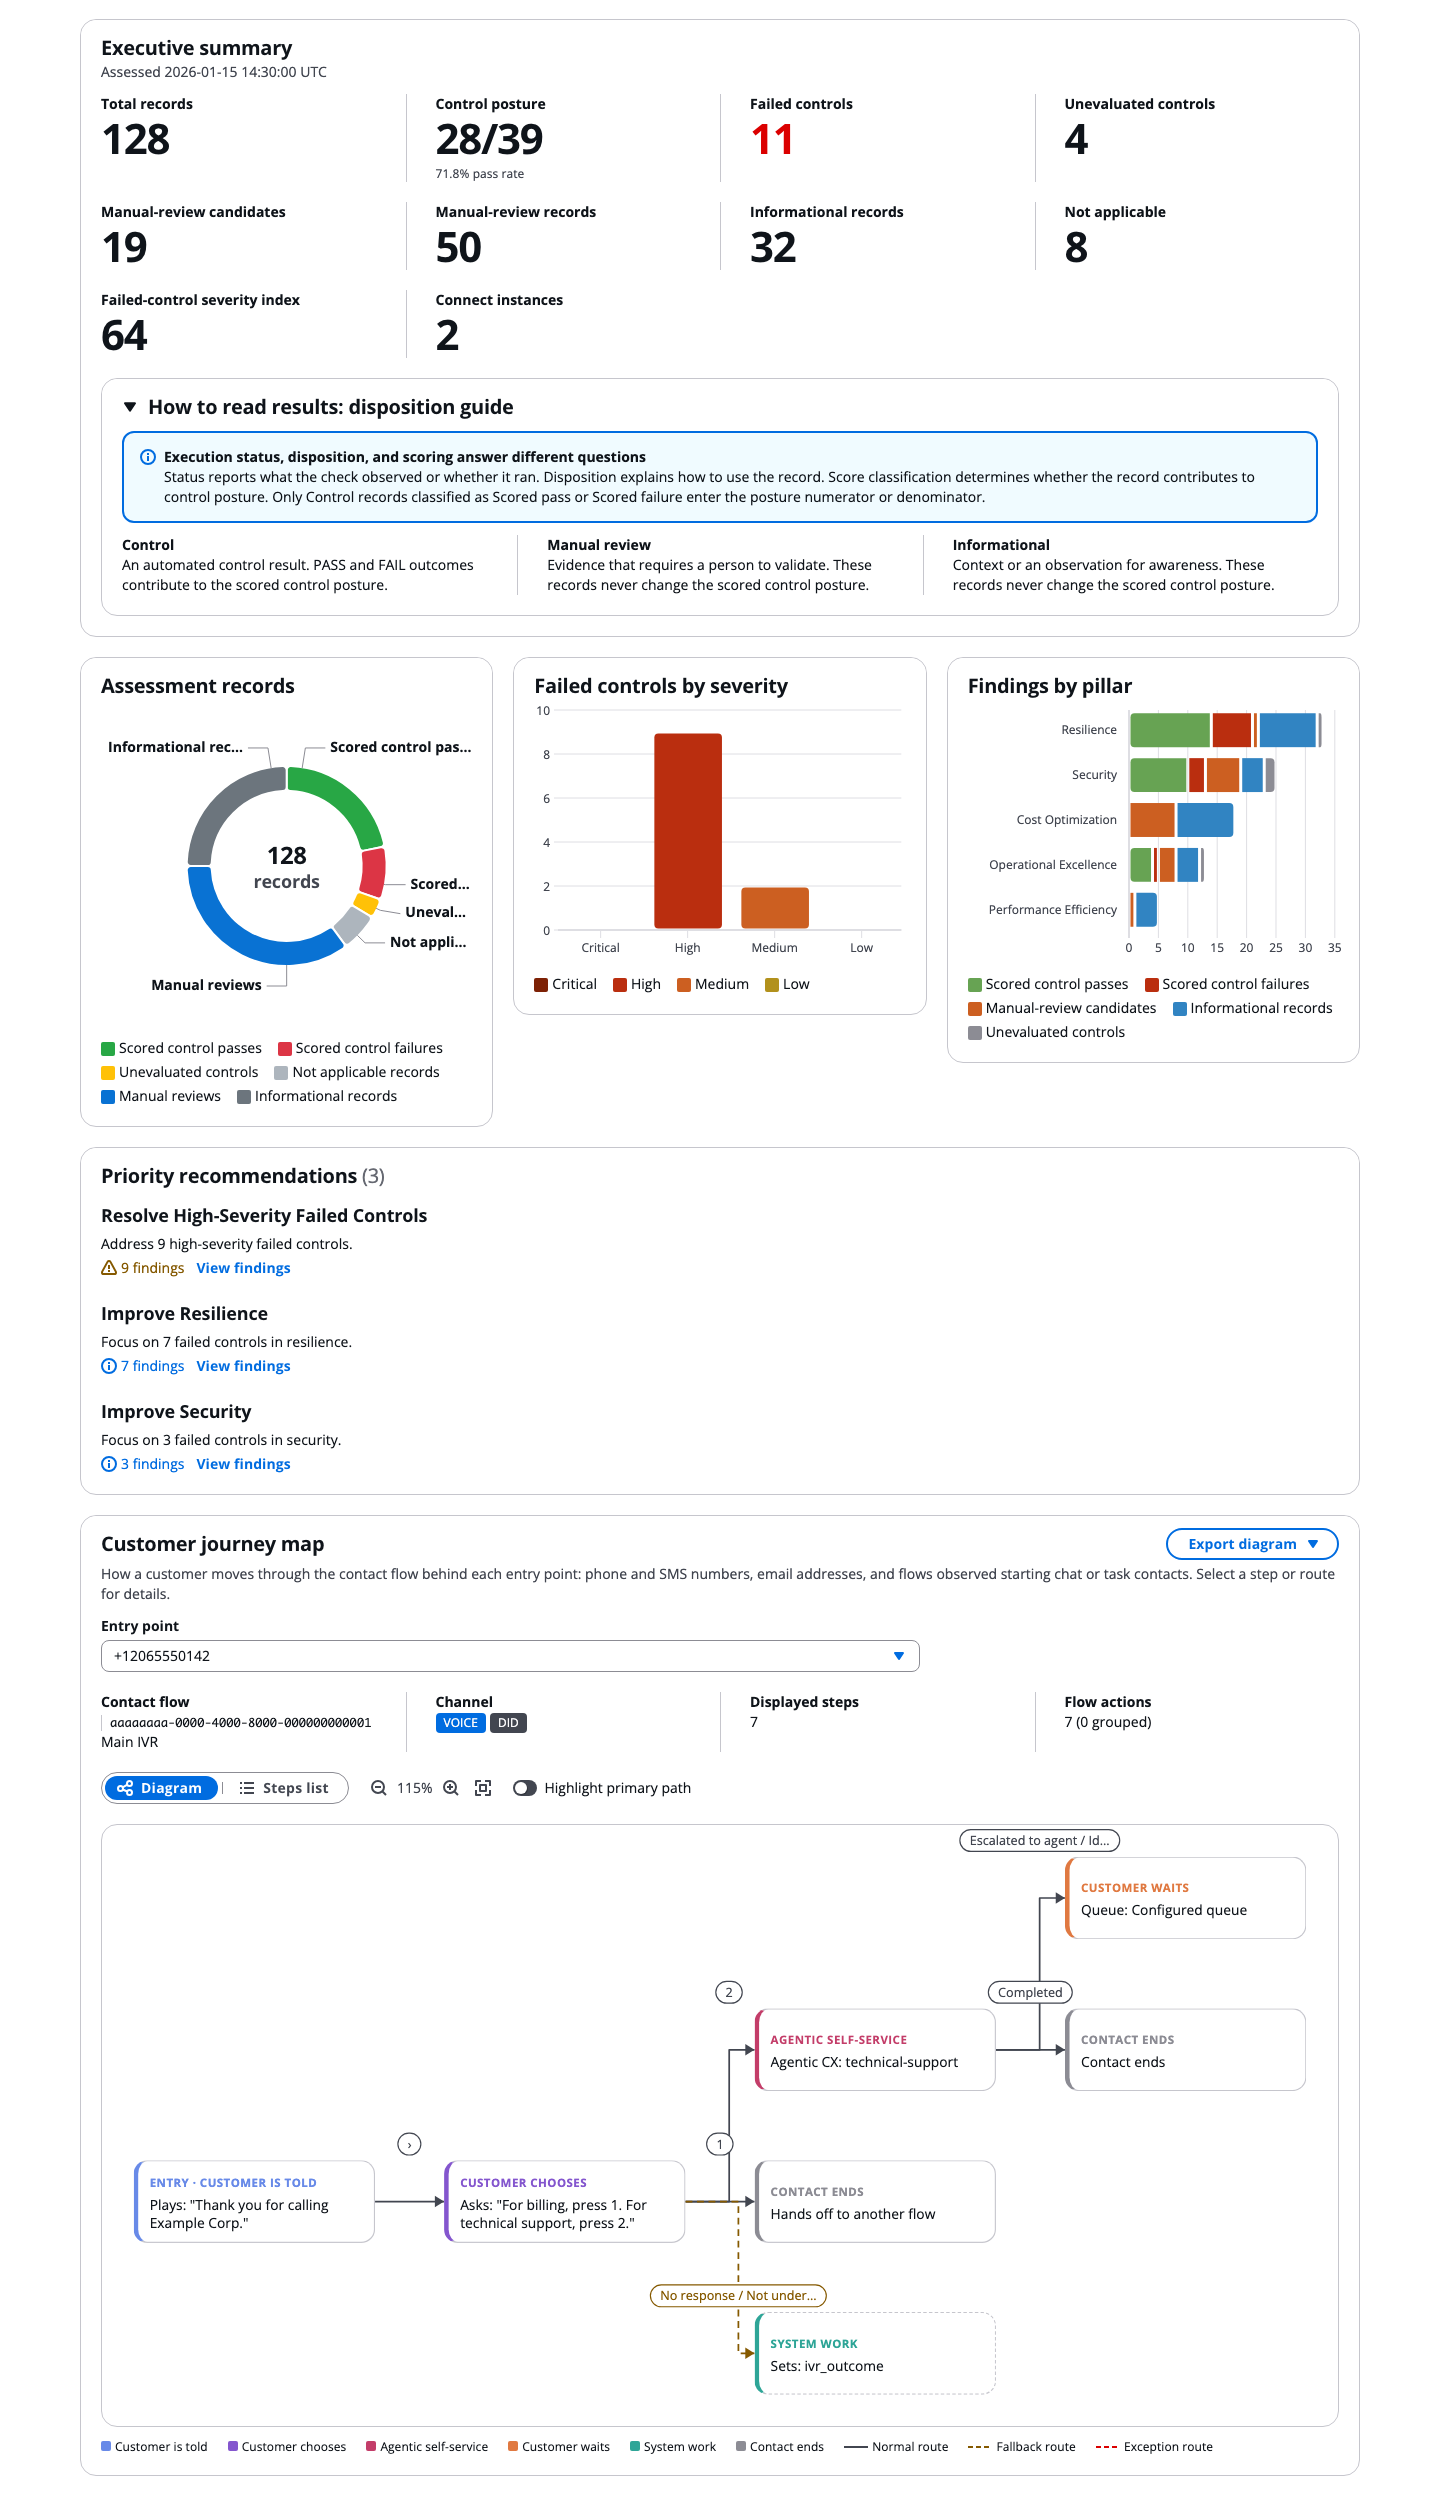 Executive summary
Assessed 2026-01-15 14:30:00 UTC
Total records
128
Control posture
28/39
71.8% pass rate
Failed controls
11
Unevaluated controls
4
Manual-review candidates
19
Manual-review records
50
Informational records
32
Not applicable
8
Failed-control severity index
64
Connect instances
2
How to read results: disposition guide
Execution status, disposition, and scoring answer different questions
Status reports what the check observed or whether it ran. Disposition explains how to use the record. Score classification determines whether the record contributes to
control posture. Only Control records classified as Scored pass or Scored failure enter the posture numerator or denominator.
Control
An automated control result. PASS and FAIL outcomes
contribute to the scored control posture.
Manual review
Evidence that requires a person to validate. These
records never change the scored control posture.
Informational
Context or an observation for awareness. These
records never change the scored control posture.
Assessment records
Informational rec...
Scored control pas...
128
records
Scored...
Uneval...
Not appli...
Manual reviews
Scored control passes
Scored control failures
Unevaluated controls
Not applicable records
Manual reviews
Informational records
Failed controls by severity
10
8
6
4
2
0
Critical
High
Medium
Low
Critical
High
Medium
Low
Findings by pillar
Resilience
Security
Cost Optimization
Operational Excellence
Performance Efficiency
0 5 10 15 20 25 30 35
Scored control passes
Scored control failures
Manual-review candidates
Informational records
Unevaluated controls
Priority recommendations (3)
Resolve High-Severity Failed Controls
Address 9 high-severity failed controls.
9 findings View findings
Improve Resilience
Focus on 7 failed controls in resilience.
7 findings View findings
Improve Security
Focus on 3 failed controls in security.
3 findings View findings
Customer journey map
Export diagram
How a customer moves through the contact flow behind each entry point: phone and SMS numbers, email addresses, and flows observed starting chat or task contacts. Select a step or route
for details.
Entry point
+12065550142
Contact flow
aaaaaaaa-0000-4000-8000-000000000001
Main IVR
Channel
VOICE DID
Displayed steps
7
Flow actions
7 (0 grouped)
Diagram
Steps list
115%
Highlight primary path
Escalated to agent / Id...
CUSTOMER WAITS
Queue: Configured queue
2
Completed
AGENTIC SELF-SERVICE
Agentic CX: technical-support
CONTACT ENDS
Contact ends
›
1
ENTRY · CUSTOMER IS TOLD
Plays: "Thank you for calling
Example Corp."
CUSTOMER CHOOSES
Asks: "For billing, press 1. For
technical support, press 2."
CONTACT ENDS
Hands off to another flow
No response / Not under...
SYSTEM WORK
Sets: ivr_outcome
Customer is told
Customer chooses
Agentic self-service
Customer waits
System work
Contact ends
Normal route
Fallback route
Exception route